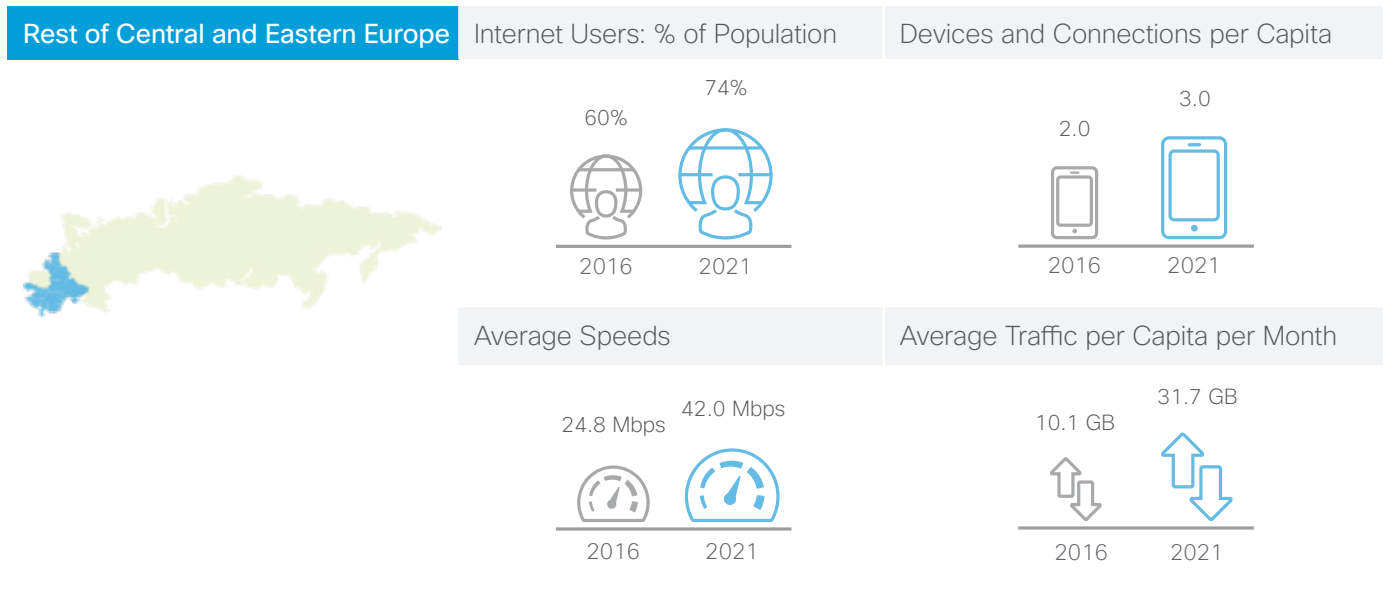 Rest of Central and Eastern Europe
Internet Users: % of Population
Devices and Connections per Capita
60%
74%
2016
2021
2.0
3.0
2016
2021
Average Speeds
Average Traffic per Capita per Month
24.8 Mbps
42.0 Mbps
2016
2021
10.1 GB
31.7 GB
2016
2021